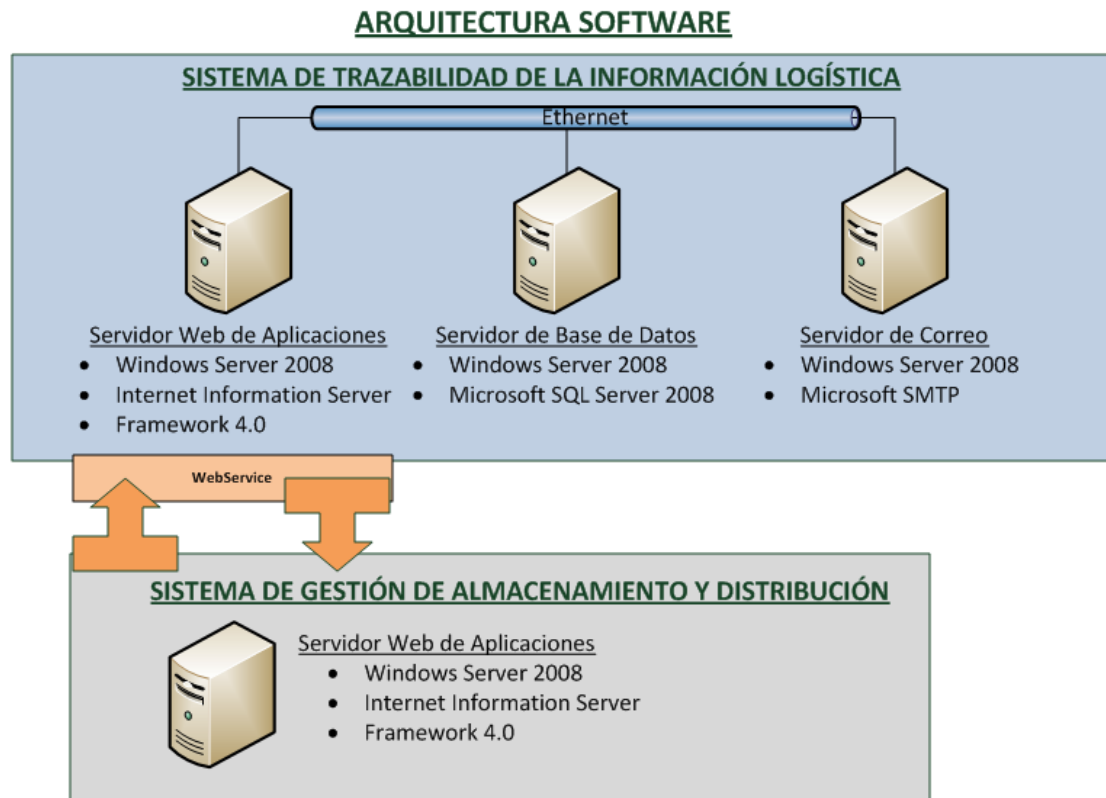 ARQUITECTURA SOFTWARE
SISTEMA DE TRAZABILIDAD DE LA INFORMACIÓN LOGÍSTICA
Ethernet
Servidor Web de Aplicaciones
• Windows Server 2008
• Internet Information Server
• Framework 4.0
Servidor de Base de Datos
• Windows Server 2008
• Microsoft SQL Server 2008
Servidor de Correo
• Windows Server 2008
• Microsoft SMTP
WebService
SISTEMA DE GESTIÓN DE ALMACENAMIENTO Y DISTRIBUCIÓN
Servidor Web de Aplicaciones
• Windows Server 2008
• Internet Information Server
• Framework 4.0